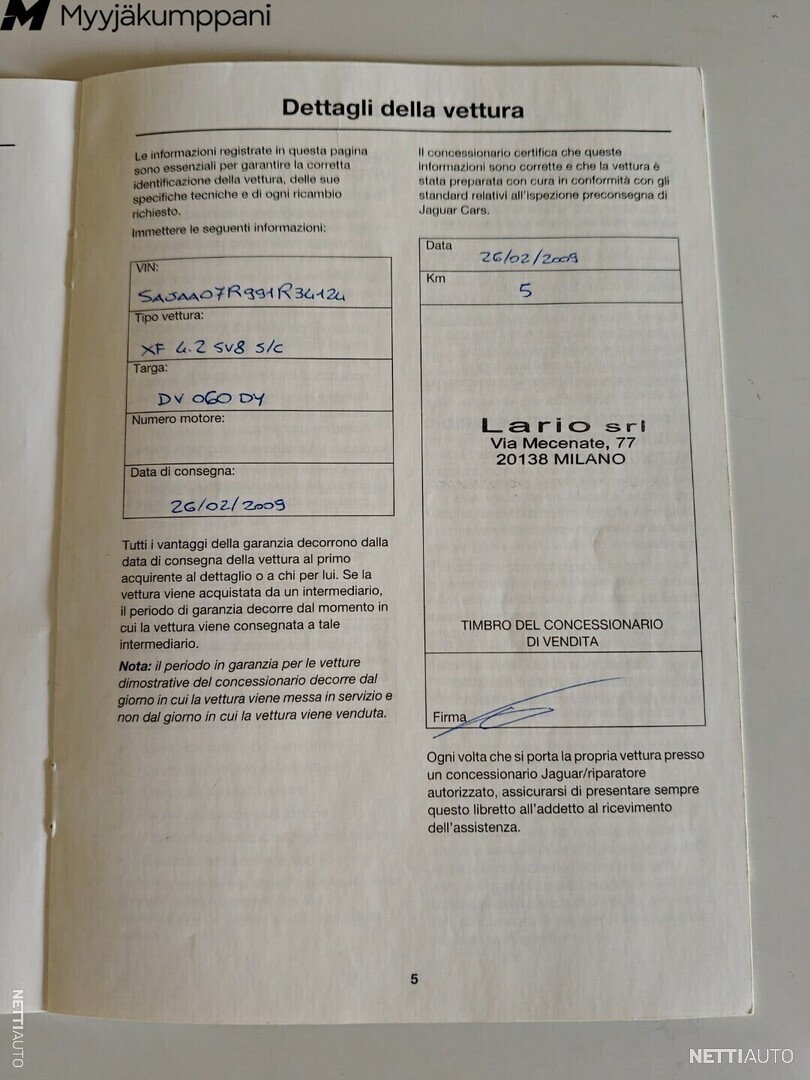 Myyjäkumppani
Dettagli della vettura
Le informazioni registrate in questa pagina
sono essenziali per garantire la corretta
identificazione della vettura, delle sue
specifiche tecniche e di ogni ricambio
richiesto.
Immettere le seguenti informazioni:
VIN:
SAJAA07R991R34124
Tipo vettura:
XF 4.2 SV8 S/C
Targa:
DV 060 DY
Numero motore:
Data di consegna:
26/02/2009
Tutti i vantaggi della garanzia decorrono dalla
data di consegna della vettura al primo
acquirente al dettaglio o a chi per lui. Se la
vettura viene acquistata da un intermediario,
il periodo di garanzia decorre dal momento in
cui la vettura viene consegnata a tale
intermediario.
Nota: il periodo in garanzia per le vetture
dimostrative del concessionario decorre dal
giorno in cui la vettura viene messa in servizio e
non dal giorno in cui la vettura viene venduta.
Il concessionario certifica che queste
informazioni sono corrette e che la vettura è
stata preparata con cura in conformità con gli
standard relativi all'ispezione preconsegna di
Jaguar Cars.
Data
26/02/2009
Km
5
Lario srl
Via Mecenate, 77
20138 MILANO
TIMBRO DEL CONCESSIONARIO
DI VENDITA
Firma
Ogni volta che si porta la propria vettura presso
un concessionario Jaguar/riparatore
autorizzato, assicurarsi di presentare sempre
questo libretto all'addetto al ricevimento
dell'assistenza.
5
NETTIAUTO
NETTIAUTO